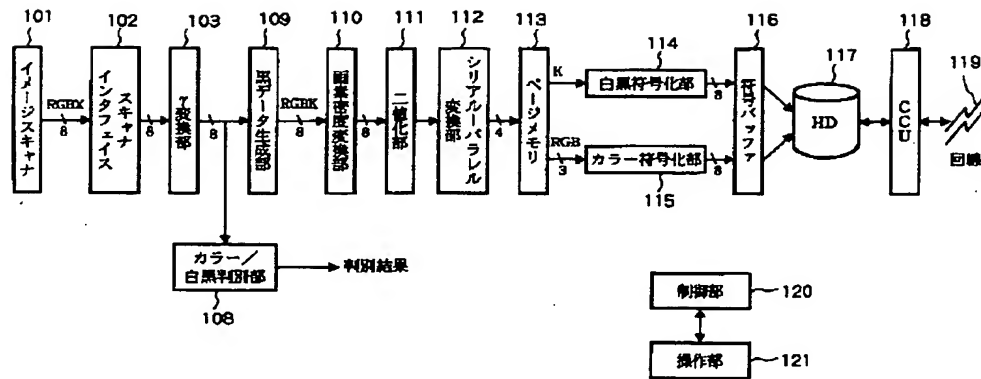 101
102
103
109
110
111
112
113
114
115
116
117
118
119
イメージスキャナ
RGBX
8
スキャナ
インタフェイス
8
γ変換部
8
黒データ生成部
RGBK
8
画素密度変換部
8
二値化部
シリアルーパラレル
変換部
4
ページメモリ
K
白黒符号化部
8
RGB
3
カラー符号化部
8
符号バッファ
HD
CCU
回線
カラー/
白黒判別部
判別結果
108
制御部
120
操作部
121